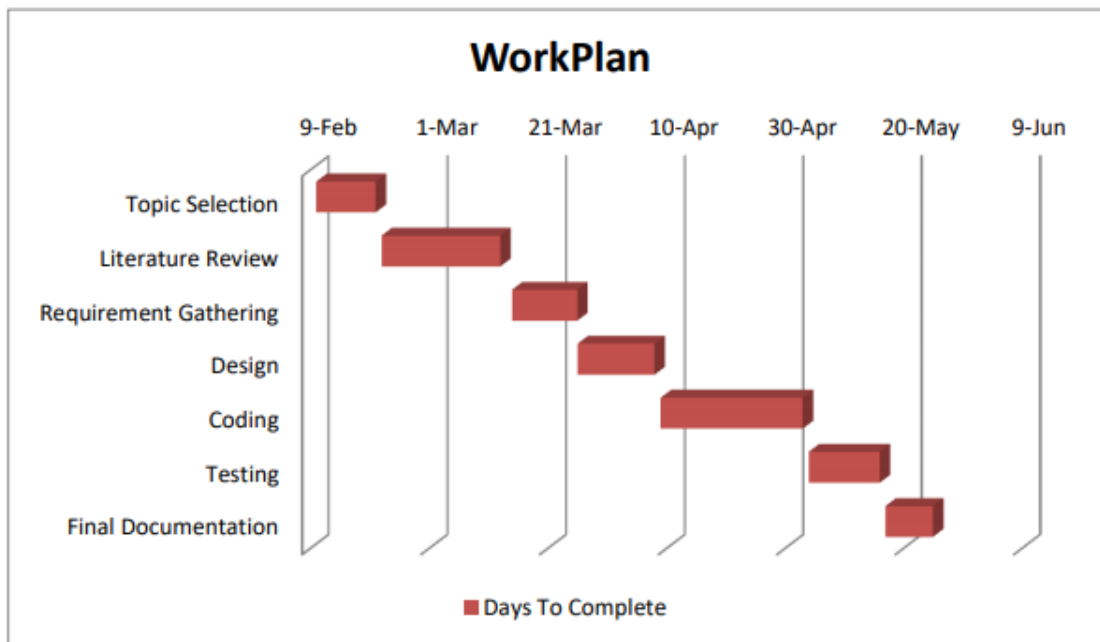 WorkPlan
9-Feb 1-Mar 21-Mar 10-Apr 30-Apr 20-May 9-Jun
Topic Selection
Literature Review
Requirement Gathering
Design
Coding
Testing
Final Documentation
Days To Complete